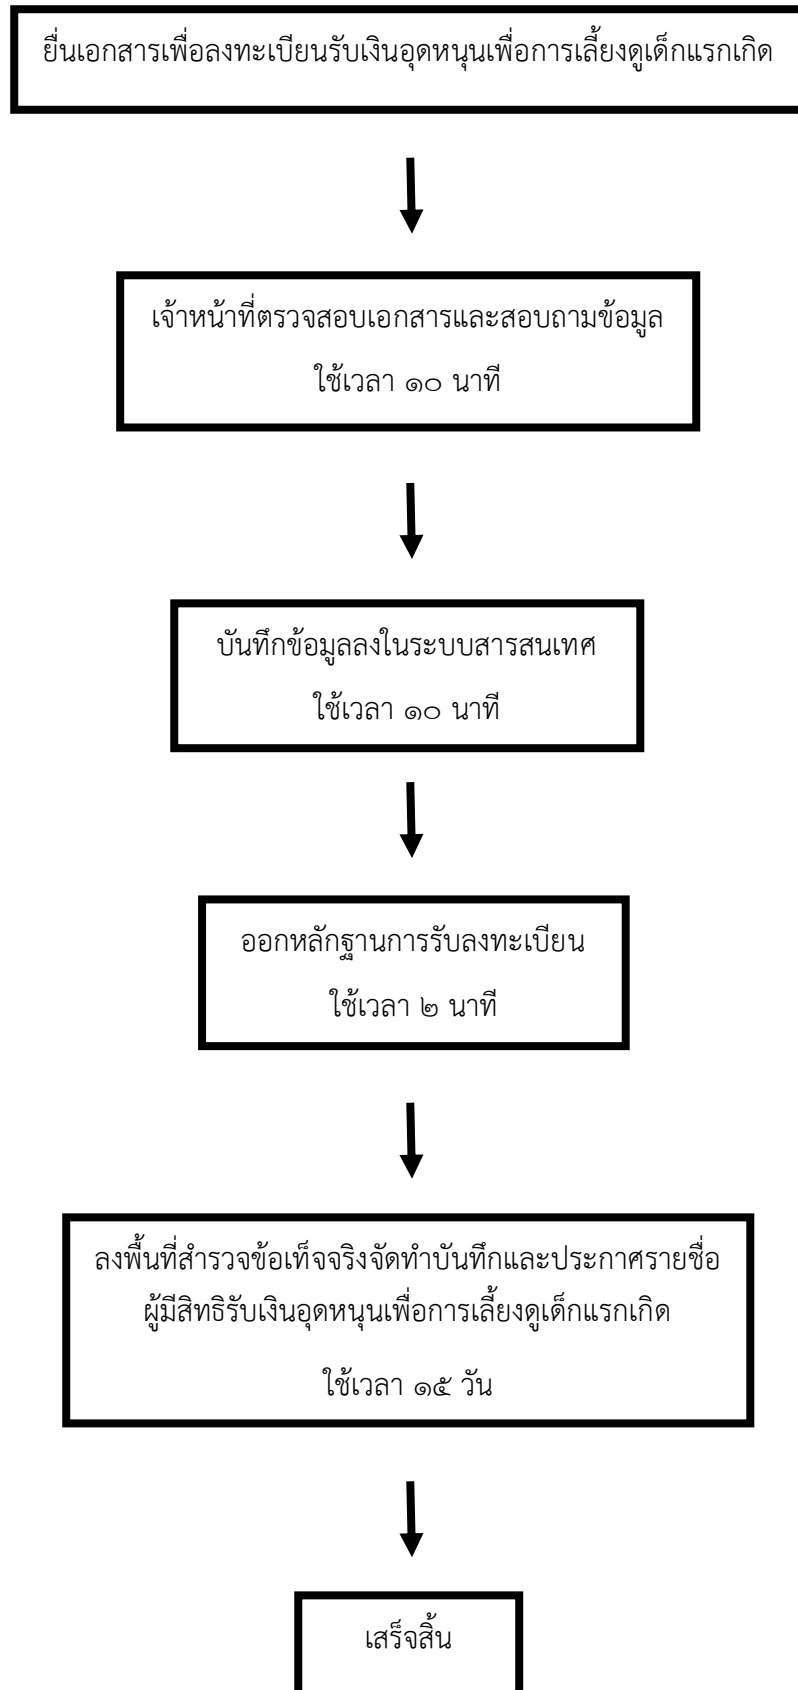 ยื่นเอกสารเพื่อลงทะเบียนรับเงินอุดหนุนเพื่อการเลี้ยงดูเด็กแรกเกิด
เจ้าหน้าที่ตรวจสอบเอกสารและสอบถามข้อมูล
ใช้เวลา ๑๐ นาที
บันทึกข้อมูลลงในระบบสารสนเทศ
ใช้เวลา ๑๐ นาที
ออกหลักฐานการรับลงทะเบียน
ใช้เวลา ๒ นาที
ลงพื้นที่สำรวจข้อเท็จจริงจัดทำบันทึกและประกาศรายชื่อ
ผู้มีสิทธิรับเงินอุดหนุนเพื่อการเลี้ยงดูเด็กแรกเกิด
ใช้เวลา ๑๕ วัน
เสร็จสิ้น